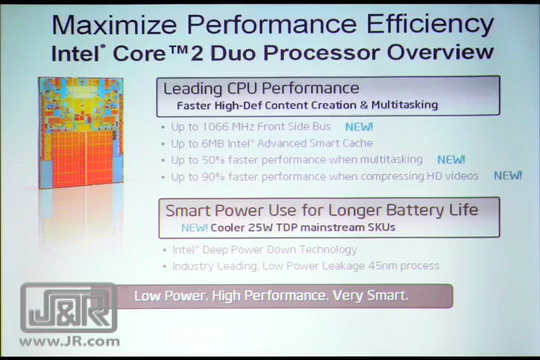 Maximize Performance Efficiency
Intel® Core™2 Duo Processor Overview
Leading CPU Performance
Faster High-Def Content Creation & Multitasking
• Up to 1066 MHz Front Side Bus NEW!
• Up to 6MB Intel® Advanced Smart Cache
• Up to 50% faster performance when multitasking NEW!
• Up to 90% faster performance when compressing HD videos NEW!
Smart Power Use for Longer Battery Life
NEW! Cooler 25W TDP mainstream SKUs
• Intel® Deep Power Down Technology
• Industry Leading, Low Power Leakage 45nm process
Low Power. High Performance. Very Smart.
J&R
www.JR.com